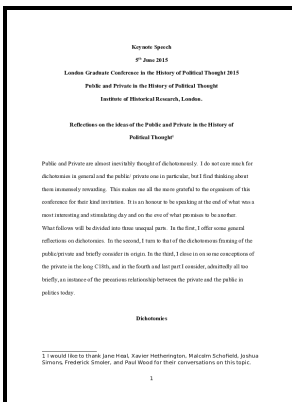 Keynote Speech
5th June 2015
London Graduate Conference in the History of Political Thought 2015
Public and Private in the History of Political Thought
Institute of Historical Research, London.
Reflections on the ideas of the Public and Private in the History of
Political Thought1
Public and Private are almost inevitably thought of dichotomously. I do not care much for
dichotomies in general and the public/ private one in particular, but I find thinking about
them immensely rewarding. This makes me all the more grateful to the organisers of this
conference for their kind invitation. It is an honour to be speaking at the end of what was a
most interesting and stimulating day and on the eve of what promises to be another.
What follows will be divided into three unequal parts. In the first, I offer some general
reflections on dichotomies. In the second, I turn to that of the dichotomous framing of the
public/private and briefly consider its origin. In the third, I close in on some conceptions of
the private in the long C18th, and in the fourth and last part I consider, admittedly all too
briefly, an instance of the precarious relationship between the private and the public in
politics today.
Dichotomies
1 I would like to thank Jane Heal, Xavier Hetherington, Malcolm Schofield, Joshua
Simons, Frederick Smoler, and Paul Wood for their conversations on this topic.
1